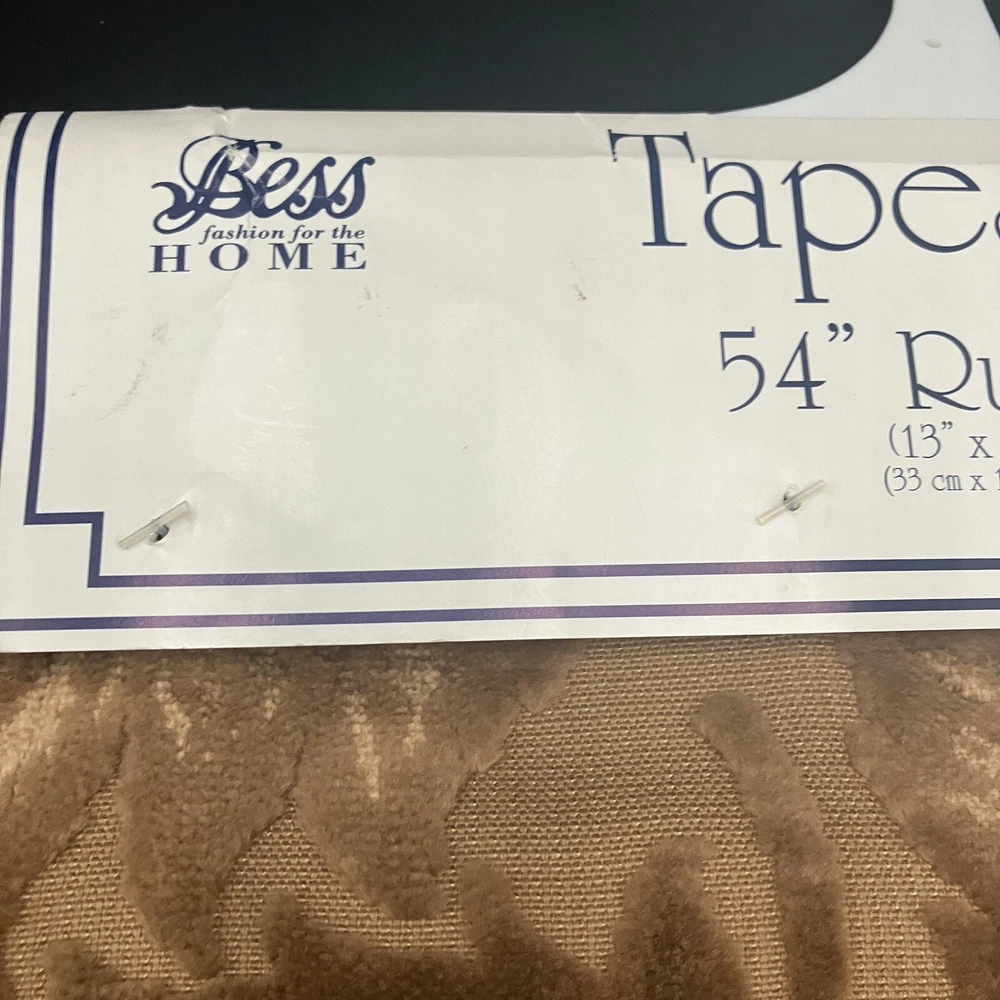 Bess
fashion for the
HOME
Tape
54” Ru
(13” x
(33 cm x 1